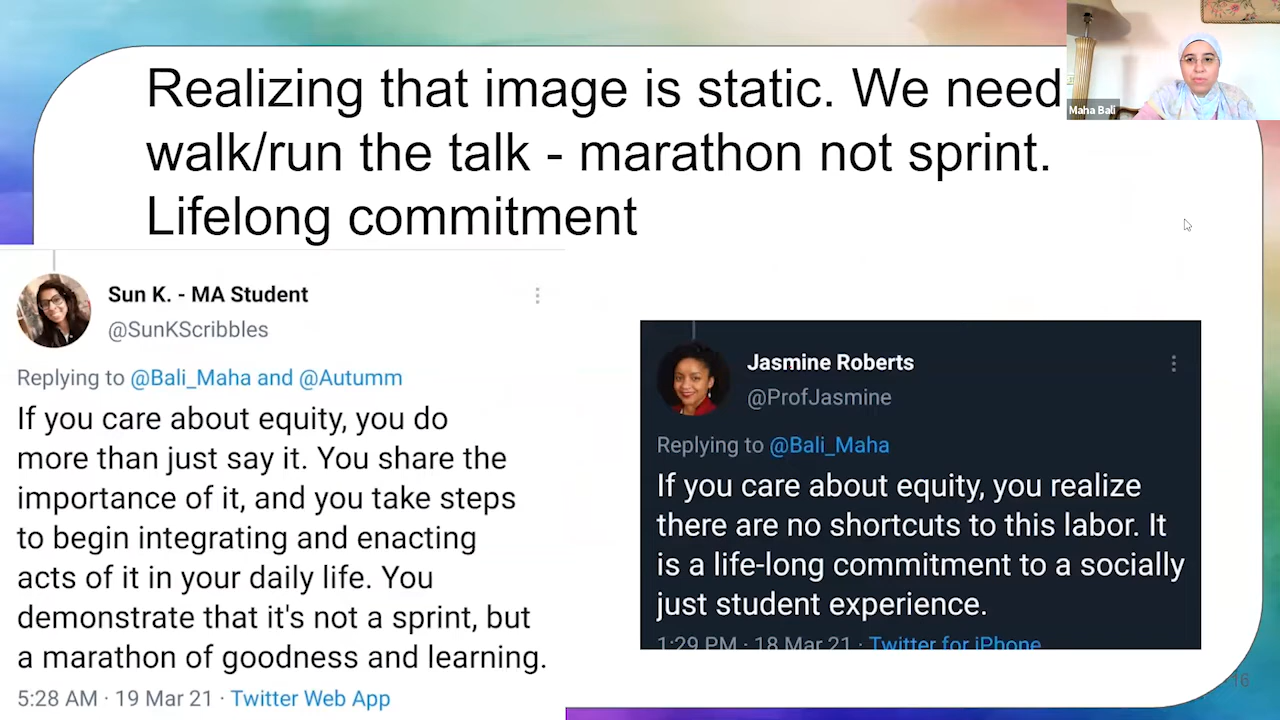 Realizing that image is static. We need
walk/run the talk - marathon not sprint.
Lifelong commitment
Maha Bali
Sun K. - MA Student
@SunKScribbles
Replying to @Bali_Maha and @Autumm
If you care about equity, you do
more than just say it. You share the
importance of it, and you take steps
to begin integrating and enacting
acts of it in your daily life. You
demonstrate that it's not a sprint, but
a marathon of goodness and learning.
5:28 AM · 19 Mar 21 · Twitter Web App
Jasmine Roberts
@ProfJasmine
Replying to @Bali_Maha
If you care about equity, you realize
there are no shortcuts to this labor. It
is a life-long commitment to a socially
just student experience.
1:29 PM · 18 Mar 21 · Twitter for iPhone
16